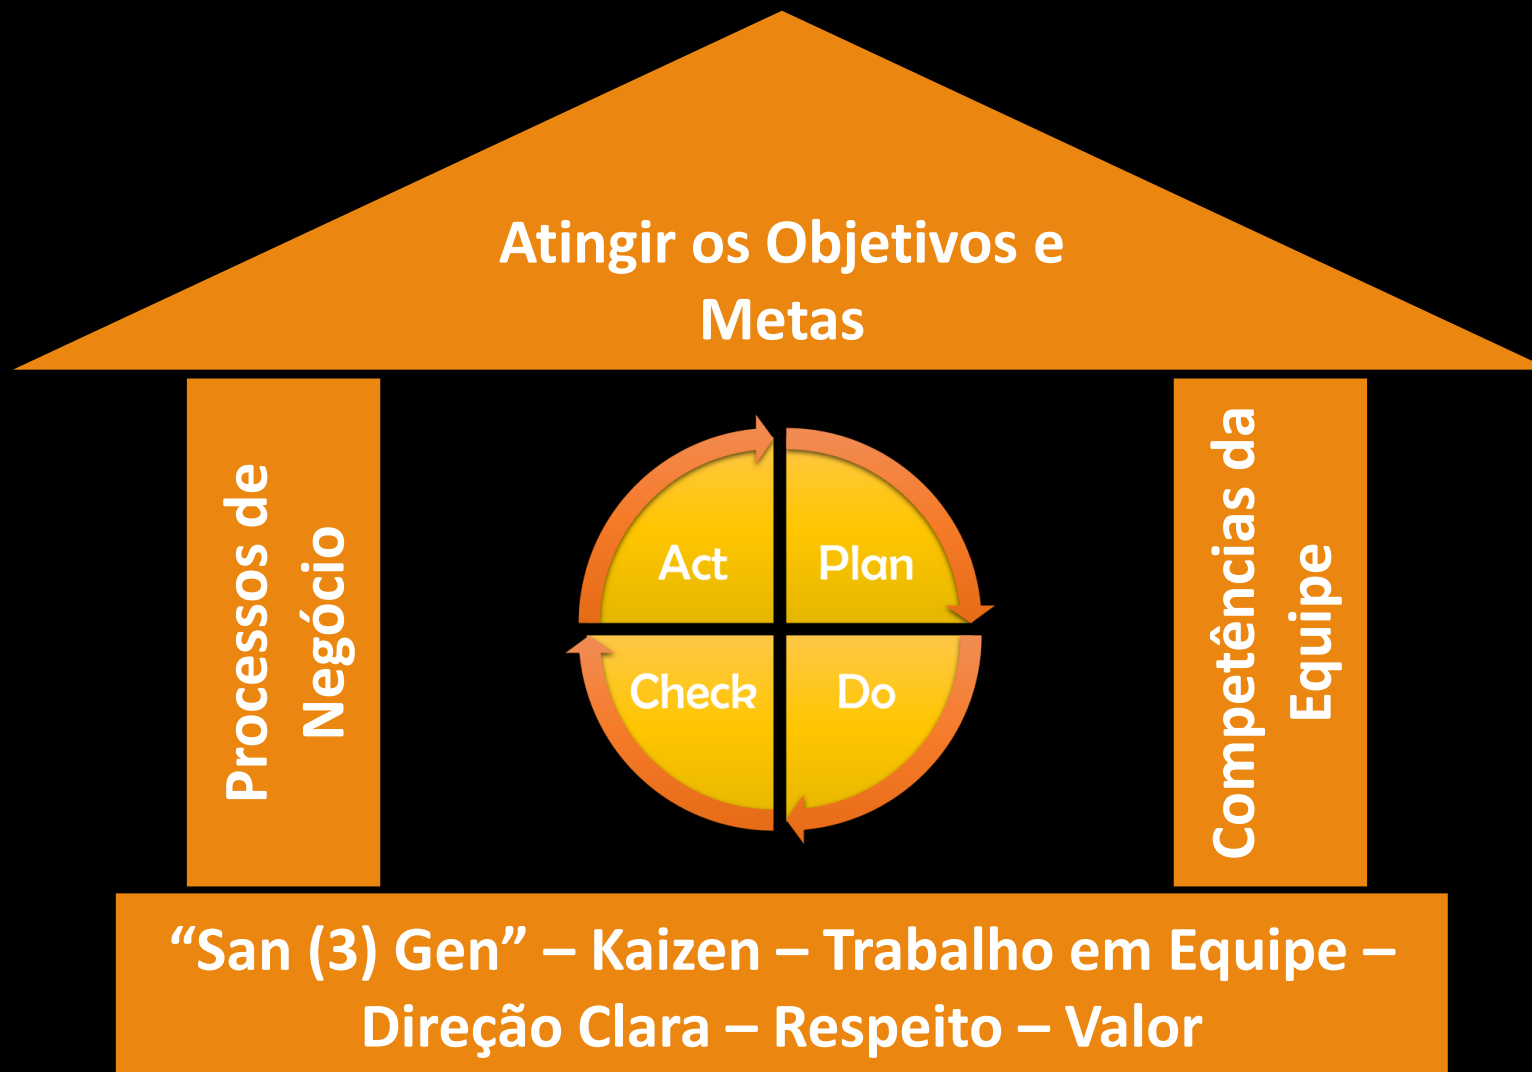 Atingir os Objetivos e
Metas
Processos de
Negócio
Act
Plan
Check
Do
Competências da
Equipe
“San (3) Gen” – Kaizen – Trabalho em Equipe –
Direção Clara – Respeito – Valor